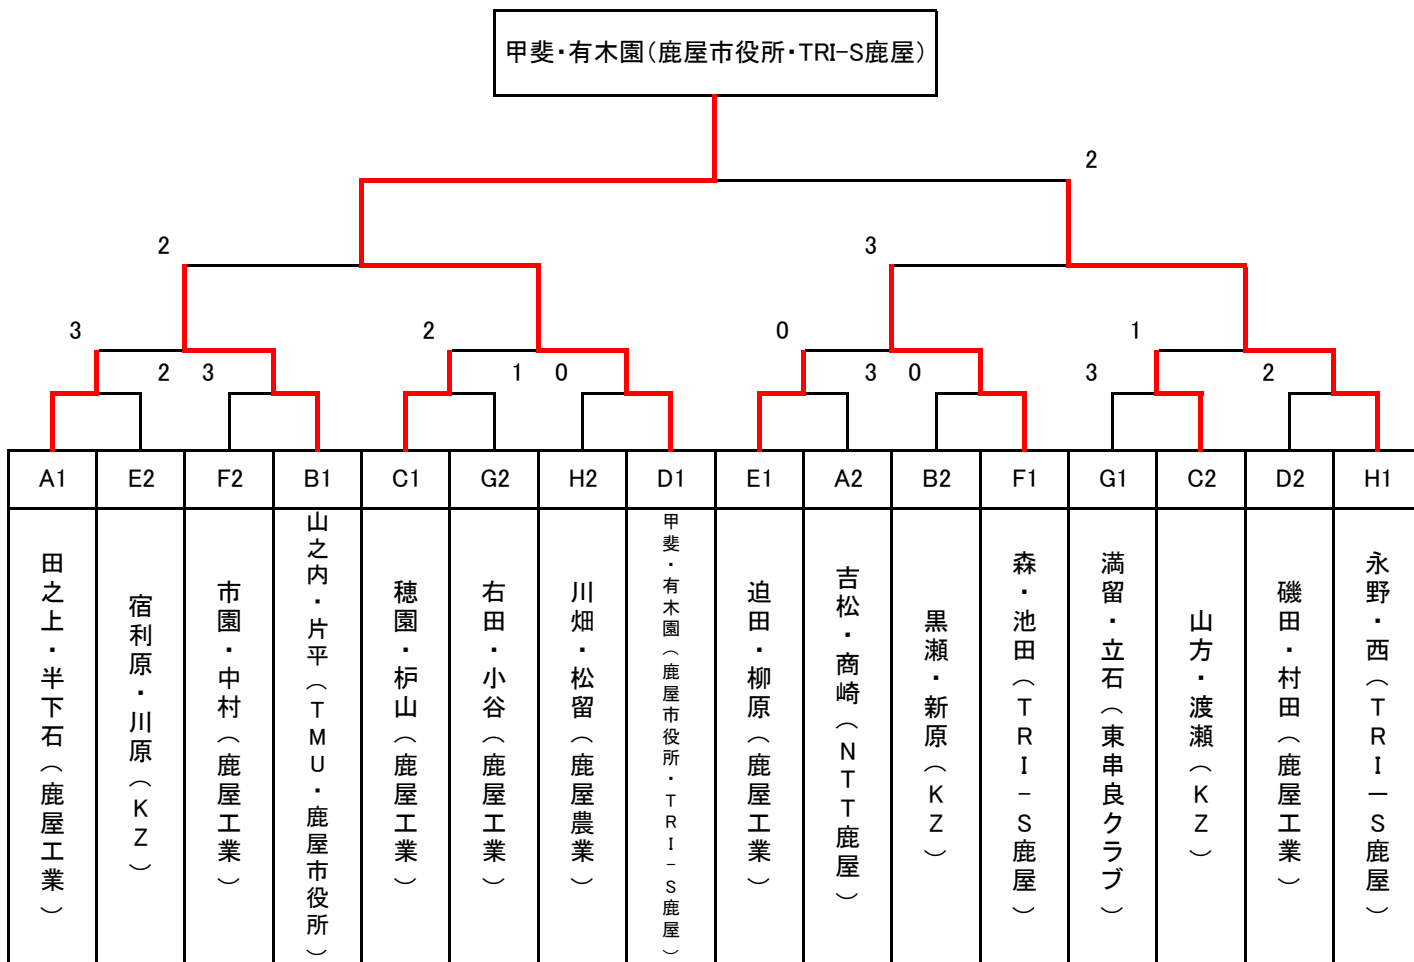 甲斐・有木園(鹿屋市役所・TRI-S鹿屋)
2
2
3
3
2
0
1
2
3
1
0
3
0
3
2
A1
E2
F2
B1
C1
G2
H2
D1
E1
A2
B2
F1
G1
C2
D2
H1
田之上・半下石(鹿屋工業)
宿利原・川原(KZ)
市園・中村(鹿屋工業)
山之内・片平(TMU・鹿屋市役所)
穂園・枦山(鹿屋工業)
右田・小谷(鹿屋工業)
川畑・松留(鹿屋農業)
甲斐・有木園(鹿屋市役所・TRI-S鹿屋)
迫田・柳原(鹿屋工業)
吉松・商崎(NTT鹿屋)
黒瀬・新原(KZ)
森・池田(TRI-S鹿屋)
満留・立石(東串良クラブ)
山方・渡瀬(KZ)
磯田・村田(鹿屋工業)
永野・西(TRI―S鹿屋)